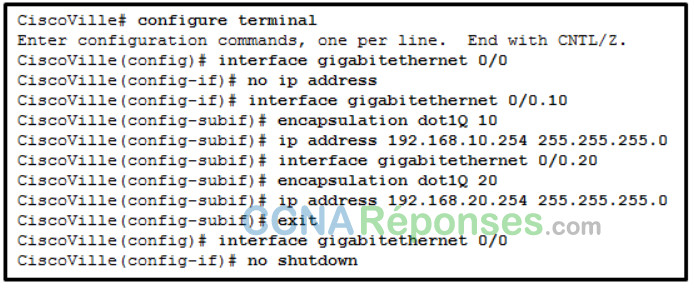 CiscoVille# configure terminal
Enter configuration commands, one per line.  End with CNTL/Z.
CiscoVille(config)# interface gigabitethernet 0/0
CiscoVille(config-if)# no ip address
CiscoVille(config-if)# interface gigabitethernet 0/0.10
CiscoVille(config-subif)# encapsulation dot1Q 10
CiscoVille(config-subif)# ip address 192.168.10.254 255.255.255.0
CiscoVille(config-subif)# interface gigabitethernet 0/0.20
CiscoVille(config-subif)# encapsulation dot1Q 20
CiscoVille(config-subif)# ip address 192.168.20.254 255.255.255.0
CiscoVille(config-subif)# exit
CCNARéponses.com
CiscoVille(config)# interface gigabitethernet 0/0
CiscoVille(config-if)# no shutdown